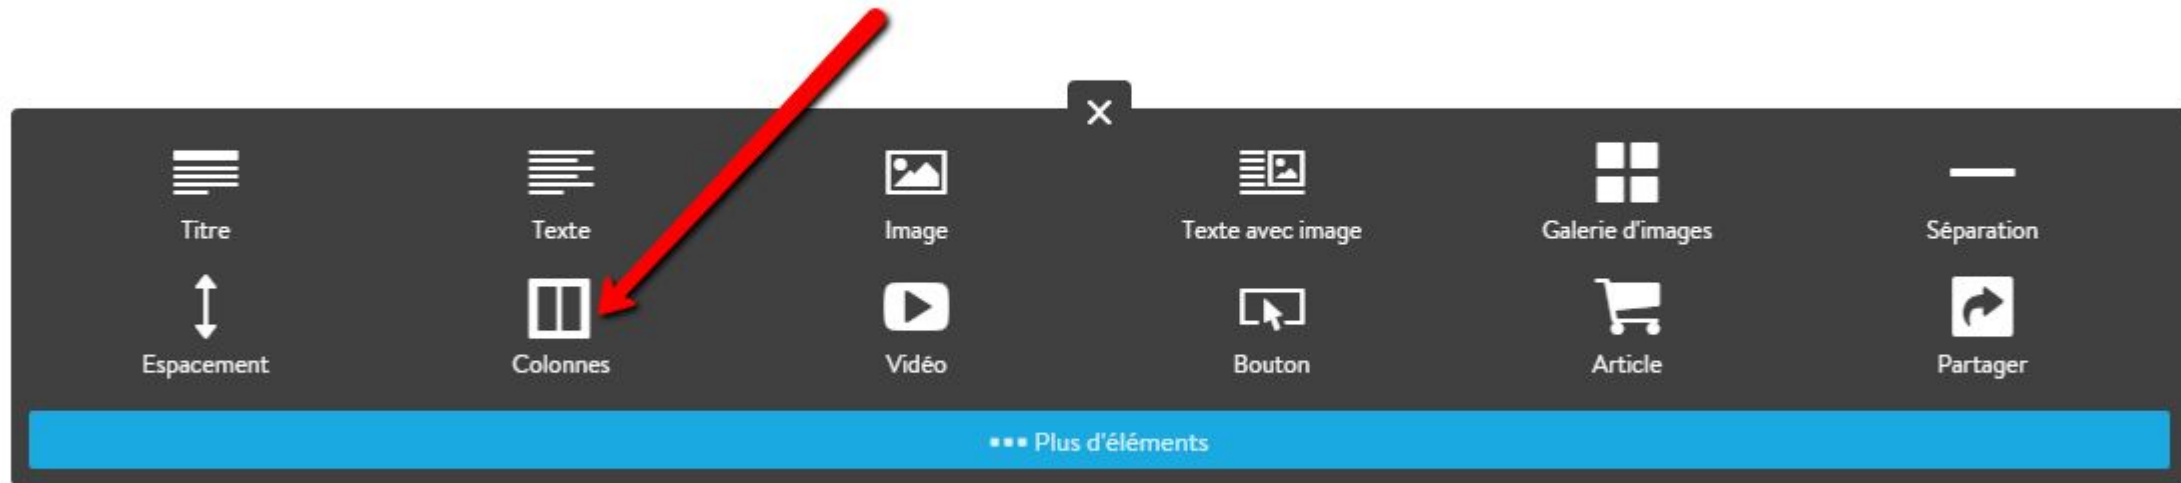 Titre Texte Image Texte avec image Galerie d'images Séparation
Espacement Colonnes Vidéo Bouton Article Partager
Plus d'éléments